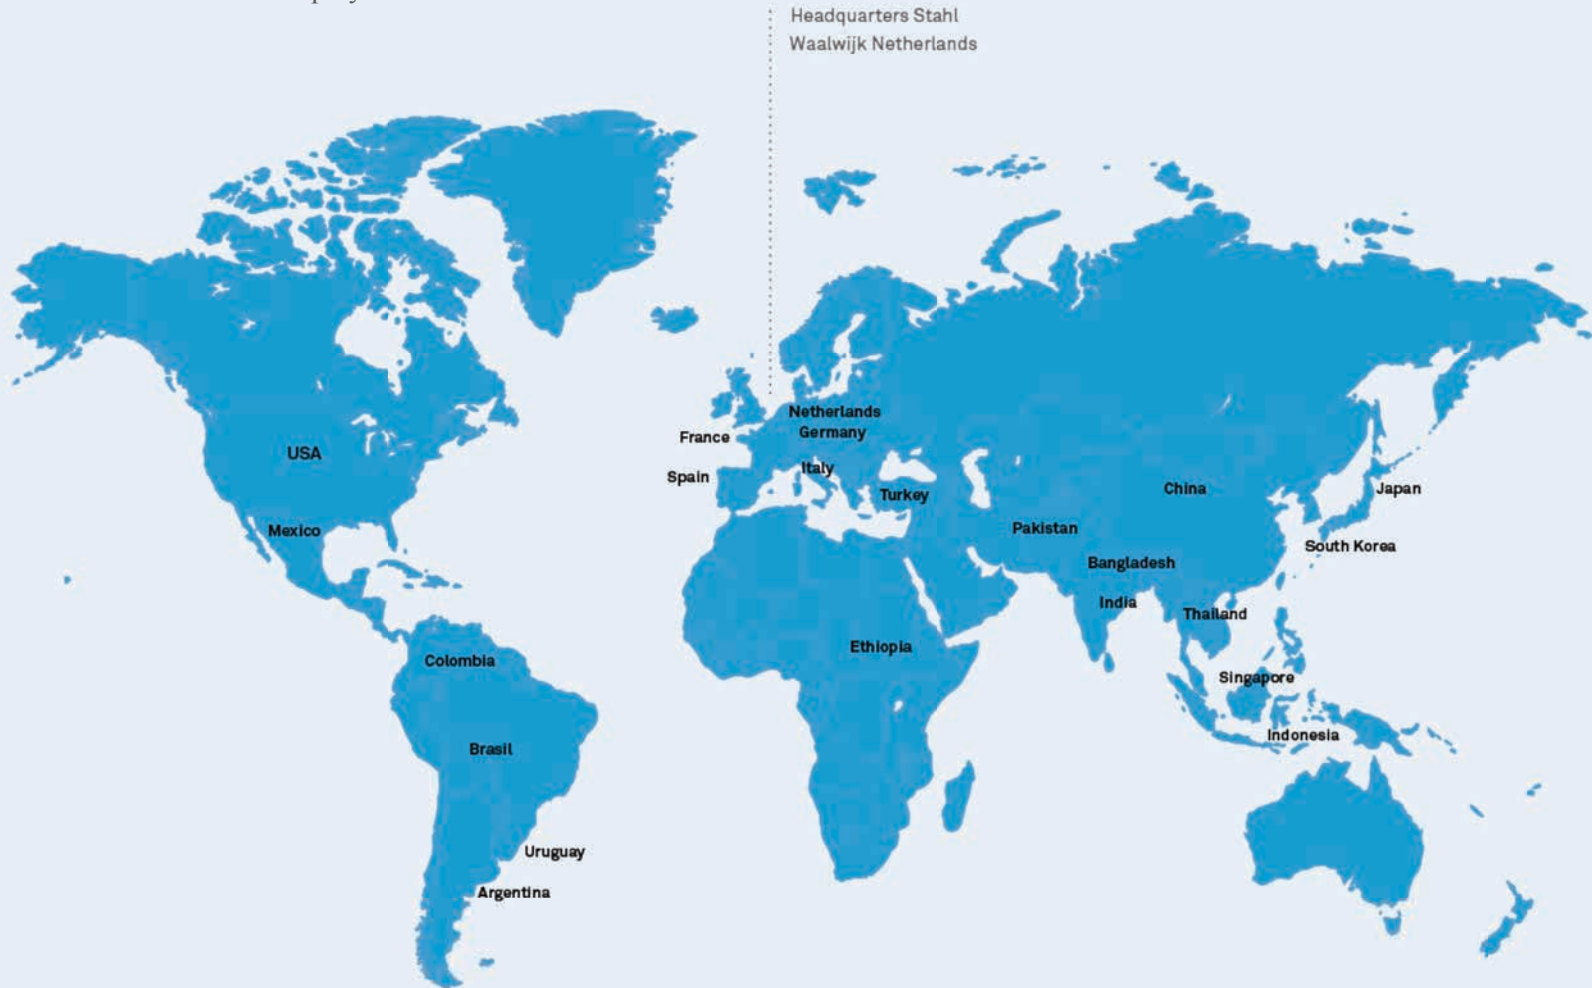 Headquarters Stahl
Waalwijk Netherlands
Netherlands
Germany
France
USA
Italy
Spain
China
Japan
Turkey
Mexico
Pakistan
South Korea
Bangladesh
India
Thailand
Ethiopia
Colombia
Singapore
Indonesia
Brasil
Uruguay
Argentina